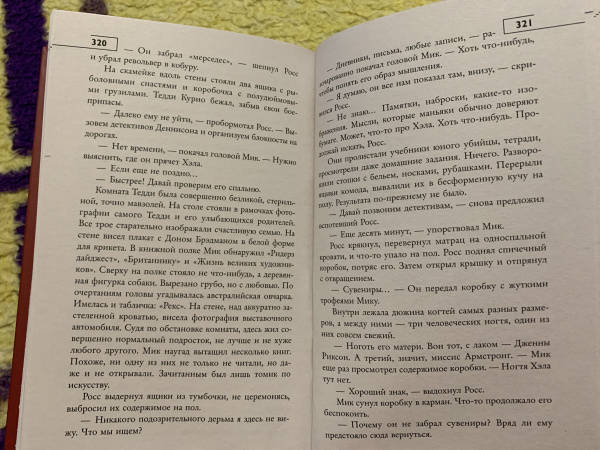 320
— Он забрал «мерседес», — шепнул Росс
и убрал револьвер в кобуру.
На скамейке вдоль стены стояли два ящика с ры-
боловными снастями и коробочка с полудюймовы-
ми грузилами. Тедди Курно бежал, забыв свои бое-
припасы.
— Далеко ему не уйти, — пробормотал Росс. — Вы-
зовем детективов Деннисона и организуем блокпосты на
дорогах.
— Нет времени, — покачал головой Мик. — Нужно
выяснить, где он прячет Хэла.
— Если еще не поздно...
— Быстрее! Давай проверим его спальню.
Комната Тедди была совершенно безликой, стериль-
ной, точно мавзолей. На столе стояли в рамочках фото-
графии самого Тедди и его улыбающихся родителей.
Все трое старательно изображали счастливую семью. На
стене висел плакат с Доном Брэдманом в белой форме
для крикета. В книжной полке Мик обнаружил «Ридерз
дайджест», «Британнику» и «Жизнь великих художни-
ков». Сверху на полке стояло не что-нибудь, а деревян-
ная фигурка собаки. Вырезано грубо, но с любовью. По
очертаниям головы угадывалась австралийская овчарка.
Имелась и табличка: «Рекс». На стене, над аккуратно за-
стеленной кроватью, висела фотография выставочного
автомобиля. Судя по обстановке комнаты, здесь жил со-
вершенно нормальный подросток, не лучше и не хуже
любого другого. Мик наугад вытащил несколько книг.
Похоже, ни одну из них не только не читали, но да-
же и не открывали. Зачитанным был лишь томик по
искусству.
Росс выдернул ящики из тумбочки, не церемонясь,
выбросил их содержимое на пол.
— Никакого подозрительного дерьма я здесь не ви-
жу. Что мы ищем?
321
— Дневники, письма, любые записи, — ра-
зочарованно покачал головой Мик. — Хоть что-нибудь,
чтобы понять его образ мышления.
— Я думаю, он все нам показал там, внизу, — скри-
вился Росс.
— Не знаю... Памятки, наброски, какие-то изо-
бражения. Мысли, которые маньяки обычно доверяют
бумаге. Может, что-то про Хэла. Хоть что-нибудь. Про-
должай искать, Росс.
Они пролистали учебники юного убийцы, тетради,
просмотрели даже домашние задания. Ничего. Развороши-
ли стопки с бельем, носками, рубашками. Перерыли
ящики комода, вывалили их в бесформенную кучу на
полу. Результата по-прежнему не было.
— Давай позвоним детективам, — снова предложил
вспотевший Росс.
— Еще десять минут, — упорствовал Мик.
Росс крякнул, перевернул матрац на односпальной
кровати, и что-то упало на пол. Росс поднял спичечный
коробок, потряс его. Затем открыл крышку и отпрянул
с отвращением.
— Сувениры... — Он передал коробку с жуткими
трофеями Мику.
Внутри лежала дюжина когтей самых разных разме-
ров, а между ними — три человеческих ногтя, один из
них совсем свежий.
— Ноготь его матери. Вон тот, с лаком — Дженны
Риксон. А третий, значит, миссис Армстронг. — Мик
еще раз просмотрел содержимое коробки. — Ногтя Хэла
тут нет.
— Хороший знак, — выдохнул Росс.
Мик сунул коробку в карман. Что-то продолжало его
беспокоить.
— Почему он не забрал сувениры? Вряд ли ему
предстояло сюда вернуться.